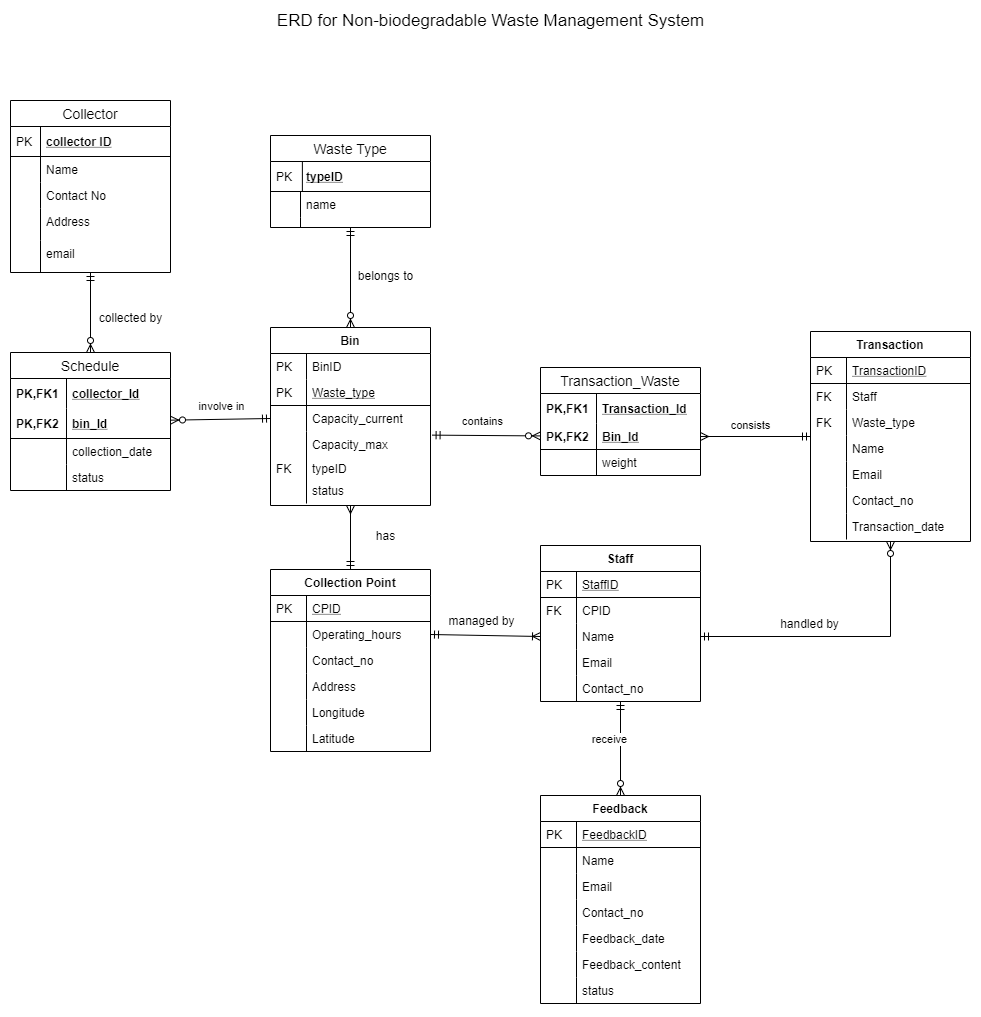 ERD for Non-biodegradable Waste Management System
Collector
PK collector ID
Name
Contact No
Address
email
collected by
Schedule
PK,FK1 collector_Id
PK,FK2 bin_Id
collection_date
status
involve in
Waste Type
PK typeID
name
belongs to
Bin
PK BinID
PK Waste_type
Capacity_current
Capacity_max
FK typeID
status
has
Collection Point
PK CPID
Operating_hours
Contact_no
Address
Longitude
Latitude
contains
Transaction_Waste
PK,FK1 Transaction_Id
PK,FK2 Bin_Id
weight
consists
Transaction
PK TransactionID
FK Staff
FK Waste_type
Name
Email
Contact_no
Transaction_date
managed by
Staff
PK StaffID
FK CPID
Name
Email
Contact_no
handled by
receive
Feedback
PK FeedbackID
Name
Email
Contact_no
Feedback_date
Feedback_content
status